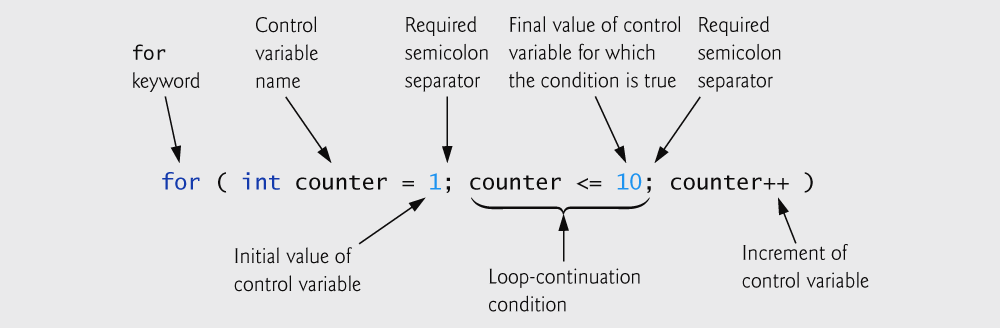 for
keyword
Control
variable
name
Required
semicolon
separator
Final value of control
variable for which
the condition is true
Required
semicolon
separator
for ( int counter = 1; counter <= 10; counter++ )
Initial value of
control variable
Loop-continuation
condition
Increment of
control variable